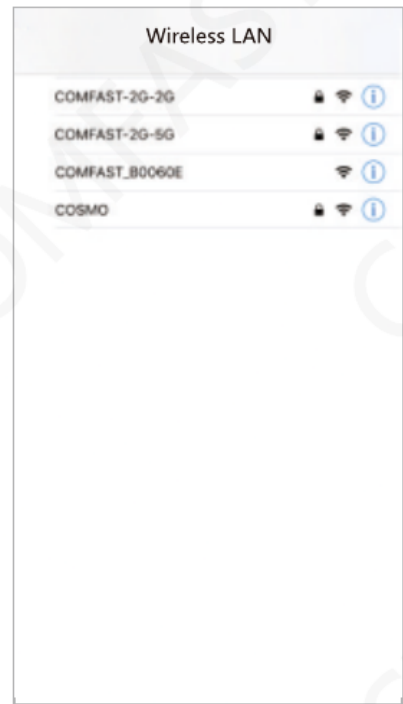 Wireless LAN
COMFAST-2G-2G
COMFAST-2G-5G
COMFAST_B0060E
COSMO